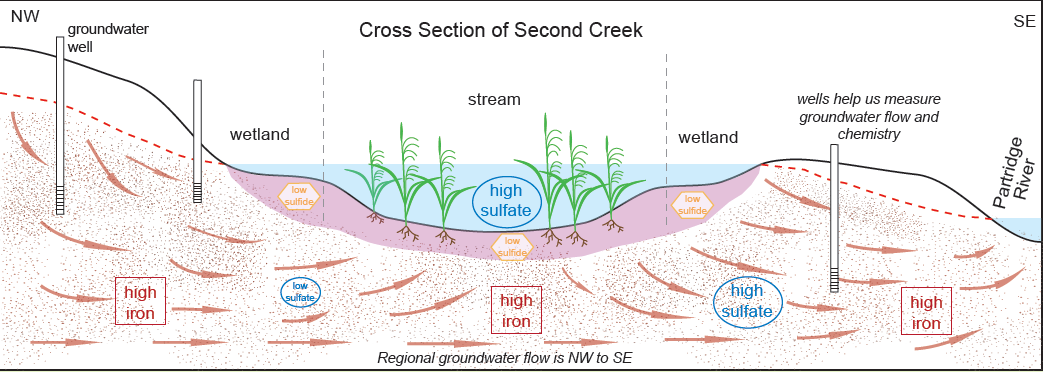 NW
SE
groundwater
well
Cross Section of Second Creek
stream
wetland
wetland
wells help us measure
groundwater flow and
chemistry
Partridge
River
low
sulfide
high
sulfate
low
sulfide
low
sulfide
high
iron
low
sulfate
high
iron
high
sulfate
high
iron
Regional groundwater flow is NW to SE